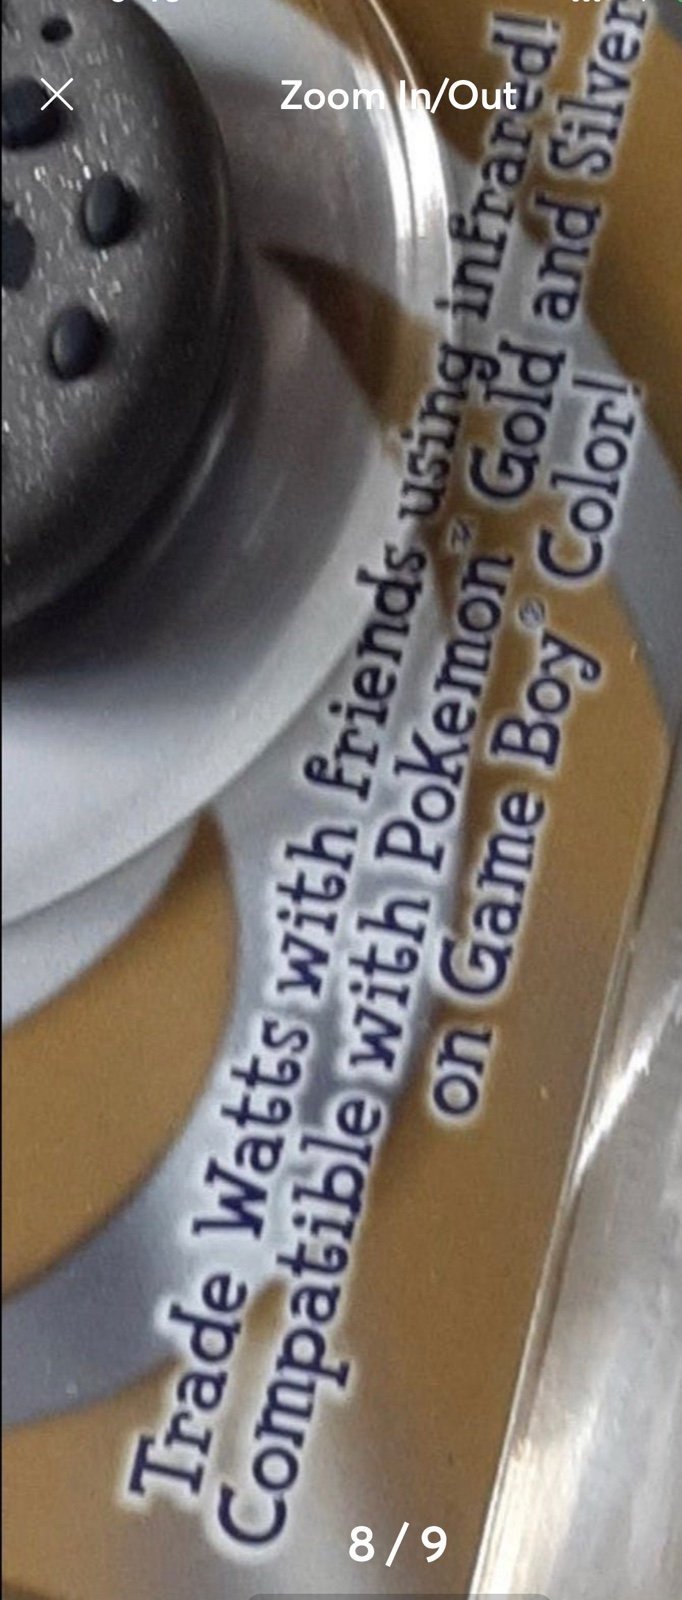 Zoom In/Out
Trade Watts with friends using infrared!
Compatible with Pokemon Gold and Silver
on Game Boy® Color!
8/9